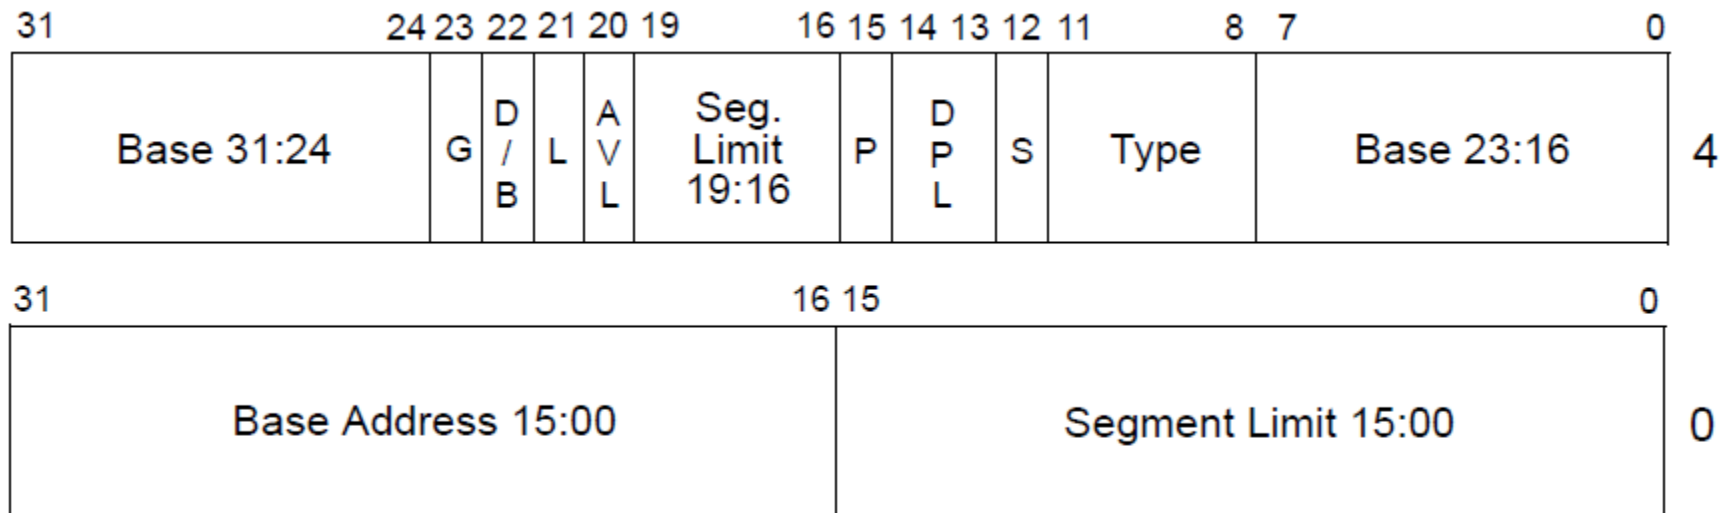 31 24 23 22 21 20 19 16 15 14 13 12 11 8 7 0
Base 31:24 G D/B L AVL Seg. Limit 19:16 P DPL S Type Base 23:16 4
31 16 15 0
Base Address 15:00 Segment Limit 15:00 0